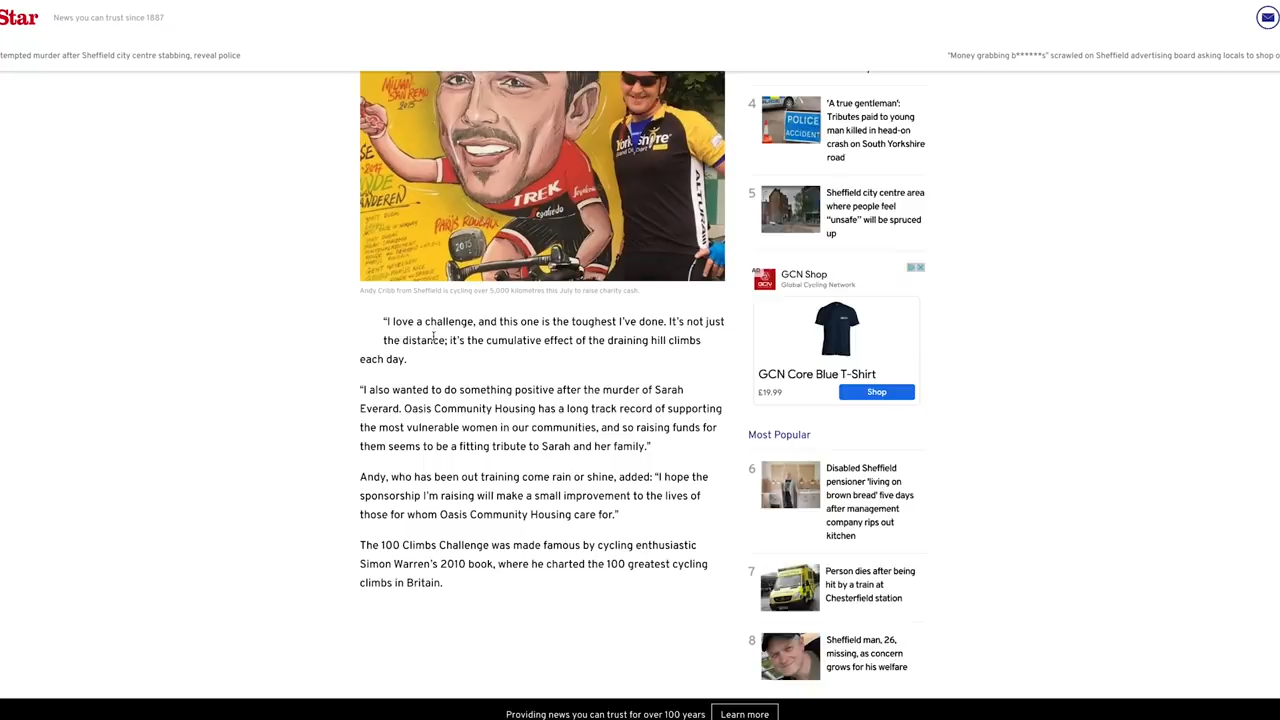 Star
News you can trust since 1887
tempted murder after Sheffield city centre stabbing, reveal police
"Money grabbing b******s" scrawled on Sheffield advertising board asking locals to shop o
MILAN-
SAN REMO
2015
TREK
Segafredo
PARIS ROUBAIX
2015
Yorkshire
ALTURA
Andy Cribb from Sheffield is cycling over 5,000 kilometres this July to raise charity cash.
“I love a challenge, and this one is the toughest I’ve done. It’s not just
the distance; it’s the cumulative effect of the draining hill climbs
each day.
“I also wanted to do something positive after the murder of Sarah
Everard. Oasis Community Housing has a long track record of supporting
the most vulnerable women in our communities, and so raising funds for
them seems to be a fitting tribute to Sarah and her family.”
Andy, who has been out training come rain or shine, added: “I hope the
sponsorship I’m raising will make a small improvement to the lives of
those for whom Oasis Community Housing care for.”
The 100 Climbs Challenge was made famous by cycling enthusiastic
Simon Warren’s 2010 book, where he charted the 100 greatest cycling
climbs in Britain.
4
POLICE
ACCIDENT
'A true gentleman':
Tributes paid to young
man killed in head-on
crash on South Yorkshire
road
5
Sheffield city centre area
where people feel
“unsafe” will be spruced
up
AD
GCN
GCN Shop
Global Cycling Network
GCN Core Blue T-Shirt
£19.99
Shop
Most Popular
6
Disabled Sheffield
pensioner 'living on
brown bread' five days
after management
company rips out
kitchen
7
Person dies after being
hit by a train at
Chesterfield station
8
Sheffield man, 26,
missing, as concern
grows for his welfare
Providing news you can trust for over 100 years
Learn more